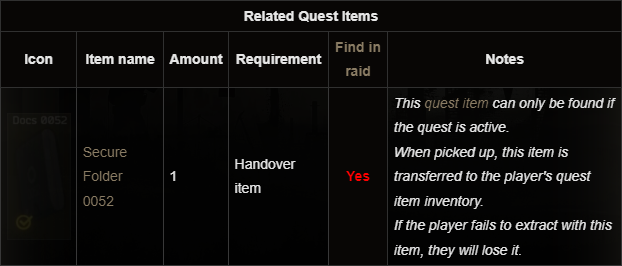 Related Quest Items
Icon
Item name
Amount
Requirement
Find in
raid
Notes
Docs 0052
Secure
Folder
0052
1
Handover
item
Yes
This quest item can only be found if
the quest is active.
When picked up, this item is
transferred to the player's quest
item inventory.
If the player fails to extract with this
item, they will lose it.